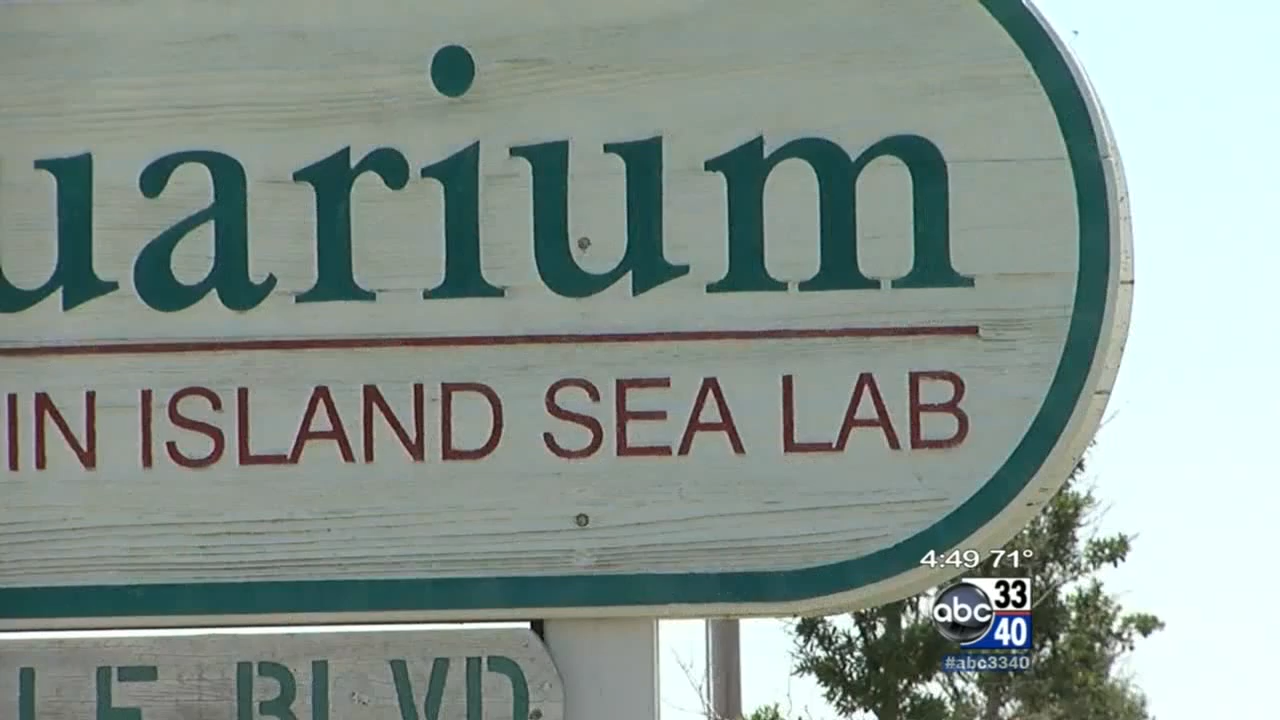 uarium
IN ISLAND SEA LAB
LE BLVD
4:49 71°
abc 33
40
#abc3340